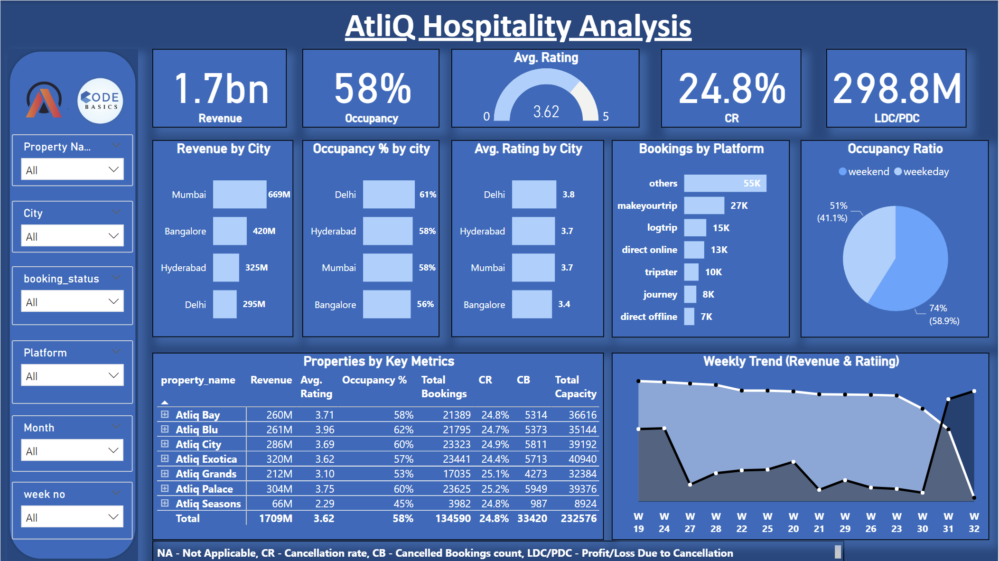 AtliQ Hospitality Analysis
CODE
BASICS
Property Na...
All
City
All
booking_status
All
Platform
All
Month
All
week no
All
1.7bn
Revenue
58%
Occupancy
Avg. Rating
0
3.62
5
24.8%
CR
298.8M
LDC/PDC
Revenue by City
Mumbai 669M
Bangalore 420M
Hyderabad 325M
Delhi 295M
Occupancy % by city
Delhi 61%
Hyderabad 58%
Mumbai 58%
Bangalore 56%
Avg. Rating by City
Delhi 3.8
Hyderabad 3.7
Mumbai 3.7
Bangalore 3.4
Bookings by Platform
others 55K
makeyourtrip 27K
logtrip 15K
direct online 13K
tripster 10K
journey 8K
direct offline 7K
Occupancy Ratio
weekend weekeday
51%
(41.1%)
74%
(58.9%)
Properties by Key Metrics
property_name Revenue Avg. Occupancy % Total CR CB Total
Rating Bookings Capacity
Atliq Bay 260M 3.71 58% 21389 24.8% 5314 36616
Atliq Blu 261M 3.96 62% 21795 24.7% 5373 35144
Atliq City 286M 3.69 60% 23323 24.9% 5811 39192
Atliq Exotica 320M 3.62 57% 23441 24.4% 5713 40940
Atliq Grands 212M 3.10 53% 17035 25.1% 4273 32384
Atliq Palace 304M 3.75 60% 23625 25.2% 5949 39376
Atliq Seasons 66M 2.29 45% 3982 24.8% 987 8924
Total 1709M 3.62 58% 134590 24.8% 33420 232576
Weekly Trend (Revenue & Ratiing)
W W W W W W W W W W W W W W
19 24 27 28 22 25 20 21 29 26 23 30 31 32
NA - Not Applicable, CR - Cancellation rate, CB - Cancelled Bookings count, LDC/PDC - Profit/Loss Due to Cancellation